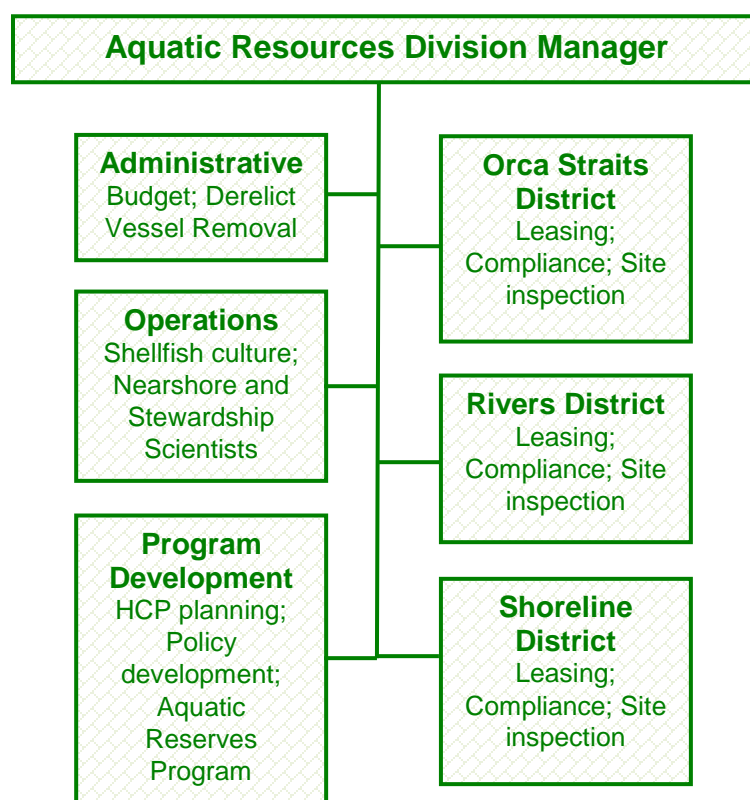 Aquatic Resources Division Manager
Administrative
Budget; Derelict
Vessel Removal
Operations
Shellfish culture;
Nearshore and
Stewardship
Scientists
Program
Development
HCP planning;
Policy
development;
Aquatic
Reserves
Program
Orca Straits
District
Leasing;
Compliance; Site
inspection
Rivers District
Leasing;
Compliance; Site
inspection
Shoreline
District
Leasing;
Compliance; Site
inspection